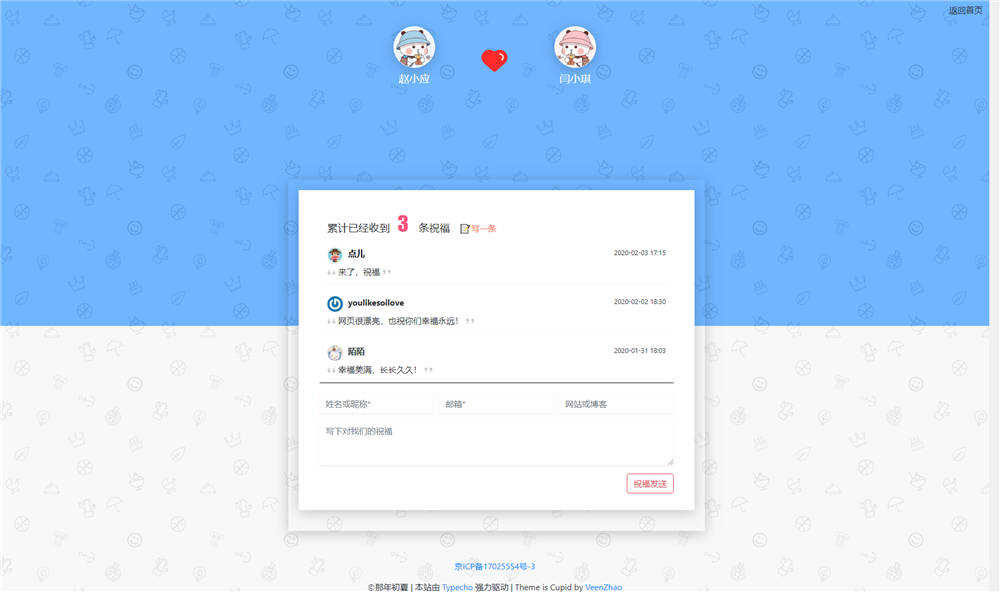 返回首页
赵小应
闫小琪
累计已经收到 3 条祝福 写一条
点儿 2020-02-03 17:15
来了，祝福
youlikesoilove 2020-02-02 18:30
网页很漂亮，也祝你们幸福永远！
陌陌 2020-01-31 18:03
幸福美满，长长久久！
姓名或昵称* 邮箱* 网站或博客
写下对我们的祝福
祝福发送
京ICP备17025554号-3
©那年初夏 | 本站由 Typecho 强力驱动 | Theme is Cupid by VeenZhao